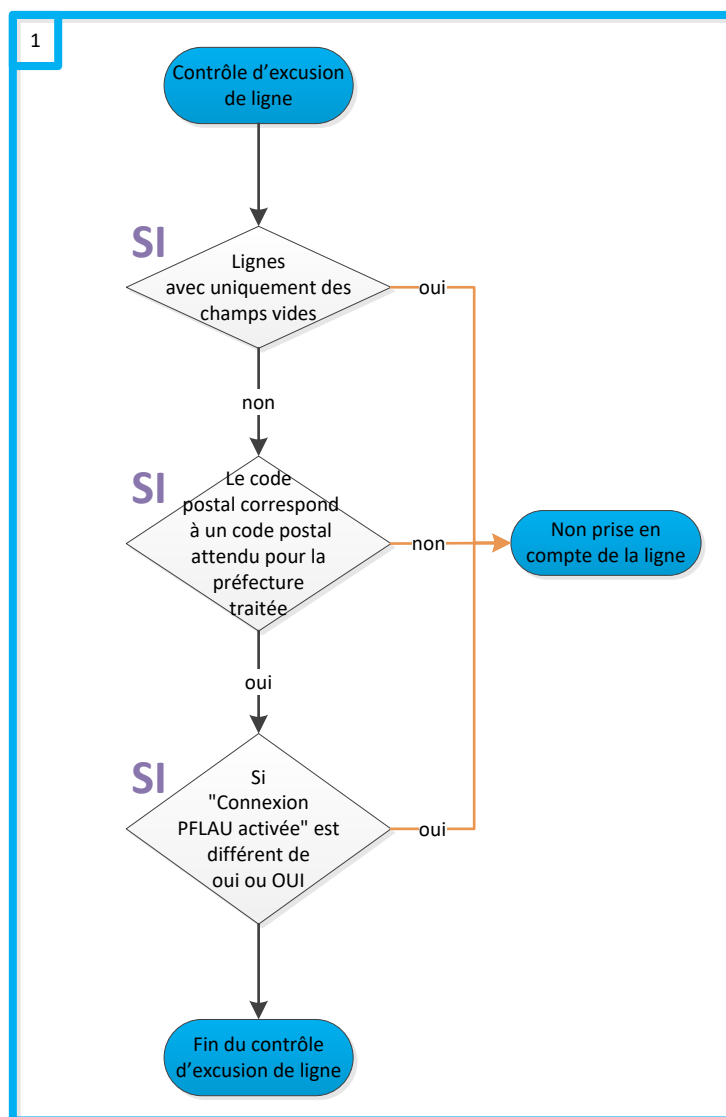 1
Contrôle d’excusion
de ligne
SI
Lignes
avec uniquement des
champs vides
oui
non
SI
Le code
postal correspond
à un code postal
attendu pour la
préfecture
traitée
non
Non prise en
compte de la ligne
oui
SI
Si
"Connexion
PFLAU activée" est
différent de
oui ou OUI
oui
Fin du contrôle
d’excusion de ligne